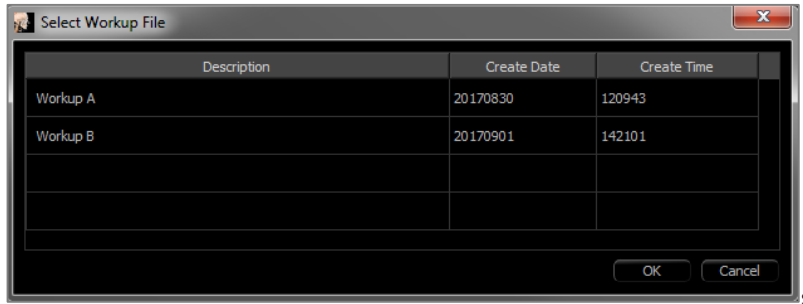 Select Workup File
Description Create Date Create Time
Workup A 20170830 120943
Workup B 20170901 142101
OK Cancel